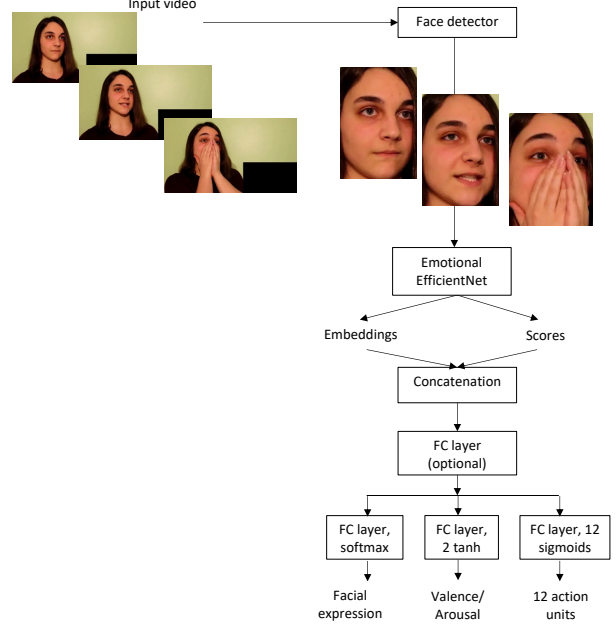 Input video
Face detector
Emotional
EfficientNet
Embeddings
Scores
Concatenation
FC layer
(optional)
FC layer,
softmax
FC layer,
2 tanh
FC layer, 12
sigmoids
Facial
expression
Valence/
Arousal
12 action
units